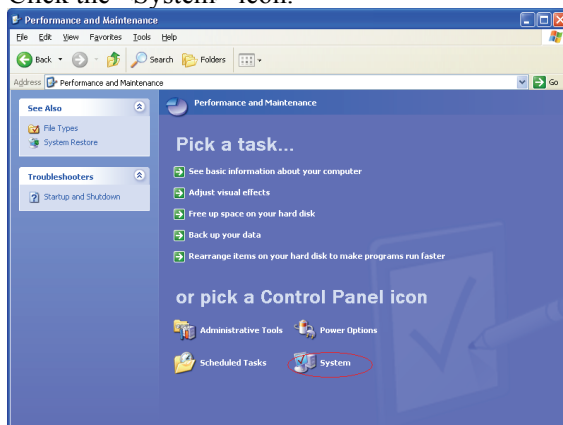 Click the "System" icon.
Performance and Maintenance
File Edit View Favorites Tools Help
Back Search Folders
Address Performance and Maintenance Go
See Also
File Types
System Restore
Troubleshooters
Startup and Shutdown
Performance and Maintenance
Pick a task...
See basic information about your computer
Adjust visual effects
Free up space on your hard disk
Back up your data
Rearrange items on your hard disk to make programs run faster
or pick a Control Panel icon
Administrative Tools Power Options
Scheduled Tasks System